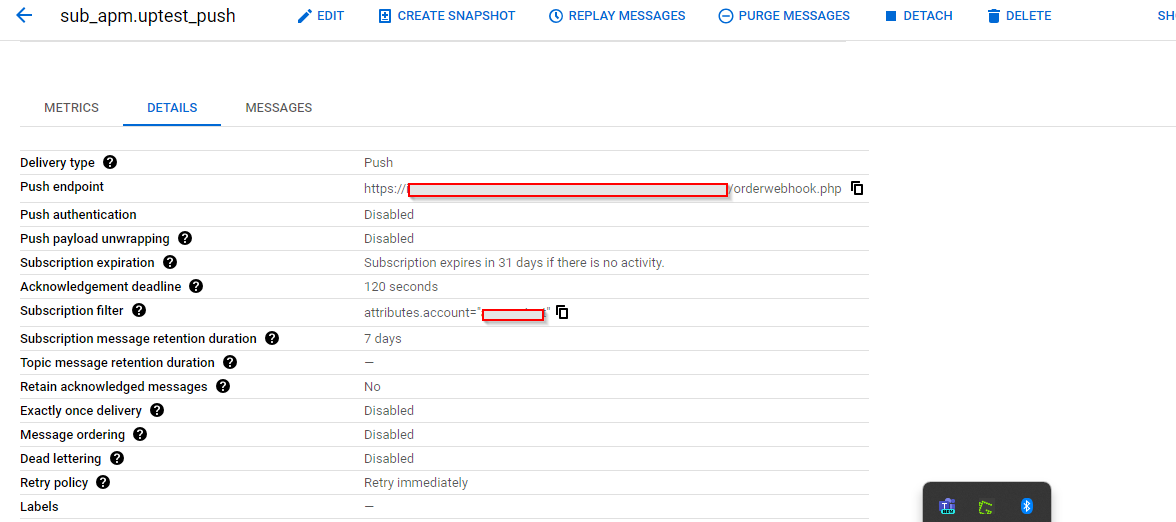 sub_apm.uptest_push EDIT CREATE SNAPSHOT REPLAY MESSAGES PURGE MESSAGES DETACH DELETE SH
METRICS DETAILS MESSAGES
Delivery type Push
Push endpoint https:// /orderwebhook.php
Push authentication Disabled
Push payload unwrapping Disabled
Subscription expiration Subscription expires in 31 days if there is no activity.
Acknowledgement deadline 120 seconds
Subscription filter attributes.account=" "
Subscription message retention duration 7 days
Topic message retention duration —
Retain acknowledged messages No
Exactly once delivery Disabled
Message ordering Disabled
Dead lettering Disabled
Retry policy Retry immediately
Labels —